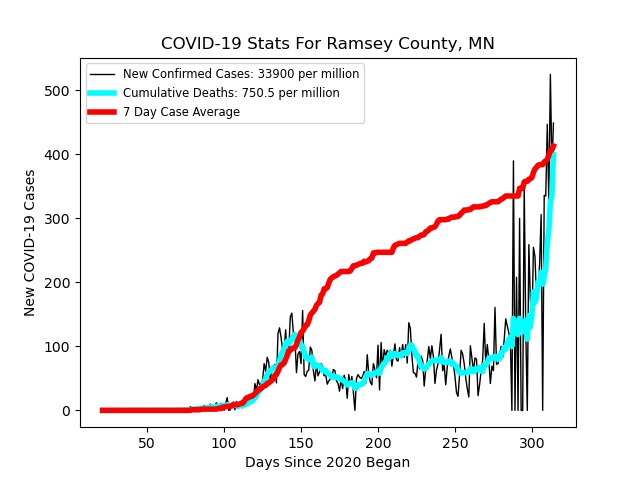 COVID-19 Stats For Ramsey County, MN
New Confirmed Cases: 33900 per million
Cumulative Deaths: 750.5 per million
7 Day Case Average
500
400
300
200
100
0
New COVID-19 Cases
50 100 150 200 250 300
Days Since 2020 Began